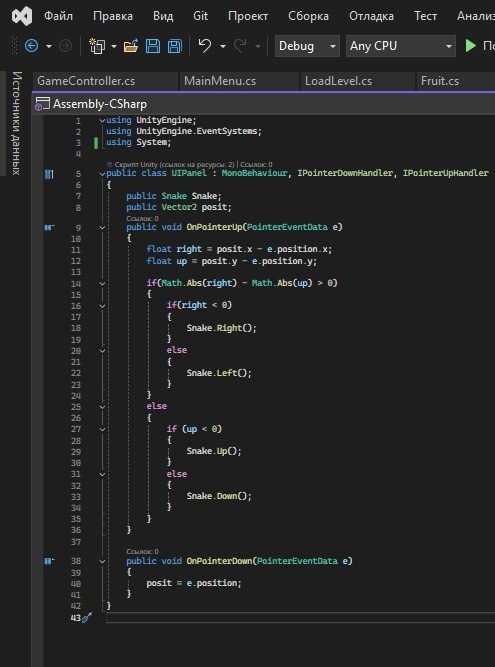 Файл Правка Вид Git Проект Сборка Отладка Тест Анализ
Debug Any CPU По
Источники данных
GameController.cs MainMenu.cs LoadLevel.cs Fruit.cs
Assembly-CSharp
1 using UnityEngine;
2 using UnityEngine.EventSystems;
3 using System;
4
Скрипт Unity (ссылок на ресурсы: 2) | Ссылок: 0
5 public class UIPanel : MonoBehaviour, IPointerDownHandler, IPointerUpHandler
6 {
7 public Snake Snake;
8 public Vector2 posit;
Ссылок: 0
9 public void OnPointerUp(PointerEventData e)
10 {
11 float right = posit.x - e.position.x;
12 float up = posit.y - e.position.y;
13
14 if(Math.Abs(right) - Math.Abs(up) > 0)
15 {
16 if(right < 0)
17 {
18 Snake.Right();
19 }
20 else
21 {
22 Snake.Left();
23 }
24 }
25 else
26 {
27 if (up < 0)
28 {
29 Snake.Up();
30 }
31 else
32 {
33 Snake.Down();
34 }
35 }
36 }
37
Ссылок: 0
38 public void OnPointerDown(PointerEventData e)
39 {
40 posit = e.position;
41 }
42 }
43